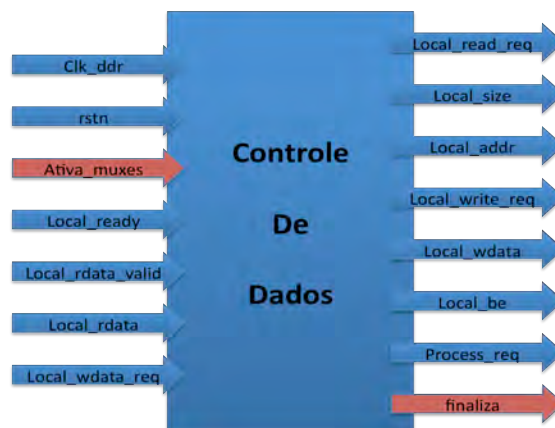 Clk_ddr
rstn
Ativa_muxes
Local_ready
Local_rdata_valid
Local_rdata
Local_wdata_req
Controle
De
Dados
Local_read_req
Local_size
Local_addr
Local_write_req
Local_wdata
Local_be
Process_req
finaliza